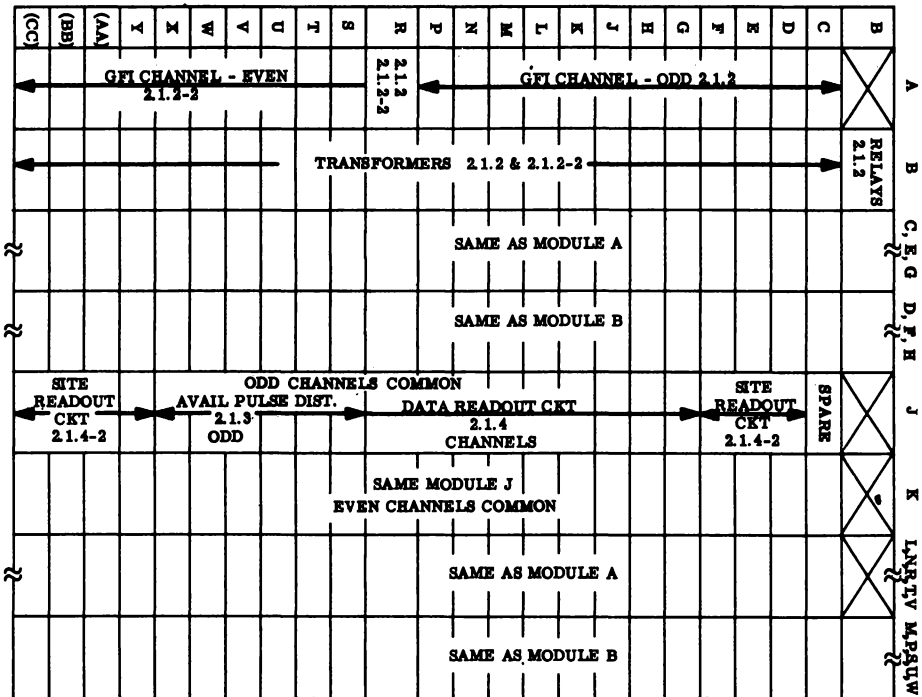 (CC) (BB) (AA) Y X W V U T S R P N M L K J H G F E D C B
GFI CHANNEL - EVEN
2.1.2-2
2.1.2
2.1.2-2
GFI CHANNEL - ODD 2.1.2
A
TRANSFORMERS 2.1.2 & 2.1.2-2
RELAYS
2.1.2
B
SAME AS MODULE A
C, E, G
SAME AS MODULE B
D, F, H
SITE
READOUT
CKT
2.1.4-2
ODD CHANNELS COMMON
AVAIL PULSE DIST.
2.1.3
ODD
DATA READOUT CKT
2.1.4
CHANNELS
SITE
READOUT
CKT
2.1.4-2
SPARE
J
SAME MODULE J
EVEN CHANNELS COMMON
K
SAME AS MODULE A
L,N,R,T,V
SAME AS MODULE B
M,P,S,U,W